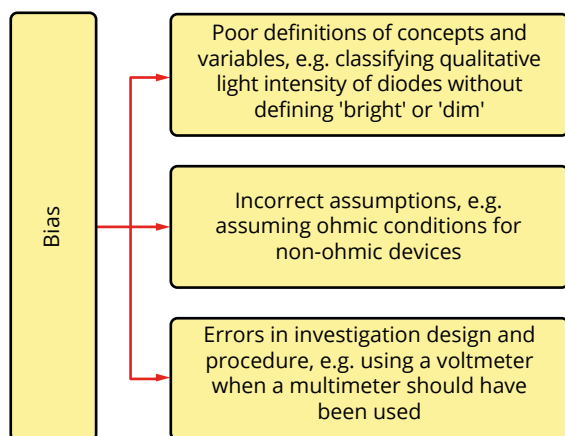 Bias
Poor definitions of concepts and
variables, e.g. classifying qualitative
light intensity of diodes without
defining 'bright' or 'dim'
Incorrect assumptions, e.g.
assuming ohmic conditions for
non-ohmic devices
Errors in investigation design and
procedure, e.g. using a voltmeter
when a multimeter should have
been used